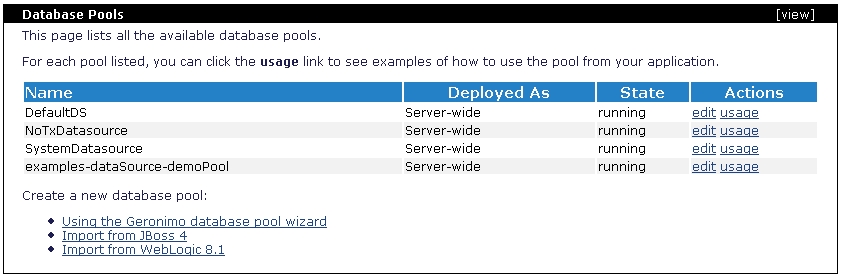 Database Pools [view]
This page lists all the available database pools.
For each pool listed, you can click the usage link to see examples of how to use the pool from your application.
Name Deployed As State Actions
DefaultDS Server-wide running edit usage
NoTxDatasource Server-wide running edit usage
SystemDatasource Server-wide running edit usage
examples-dataSource-demoPool Server-wide running edit usage
Create a new database pool:
Using the Geronimo database pool wizard
Import from JBoss 4
Import from WebLogic 8.1